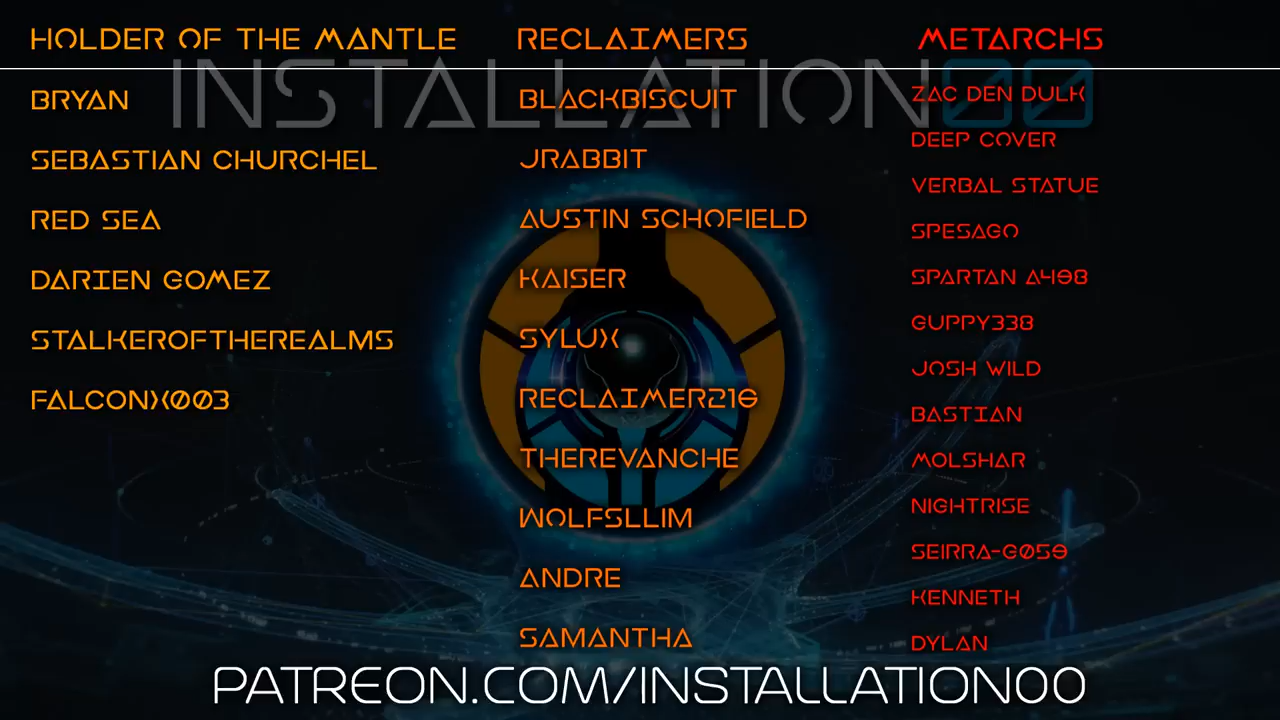 HOLDER OF THE MANTLE
BRYAN
SEBASTIAN CHURCHEL
RED SEA
DARIEN GOMEZ
STALKEROFTHEREALMS
FALCONX003
RECLAIMERS
BLACKBISCUIT
JRABBIT
AUSTIN SCHOFIELD
KAISER
SYLUX
RECLAIMER216
THEREVANCHE
WOLFSLLIM
ANDRE
SAMANTHA
METARCHS
ZAC DEN DULK
DEEP COVER
VERBAL STATUE
SPESAGO
SPARTAN A498
GUPPY338
JOSH WILD
BASTIAN
MOLSHAR
NIGHTRISE
SEIRRA-G059
KENNETH
DYLAN
INSTALLATION00
PATREON.COM/INSTALLATION00